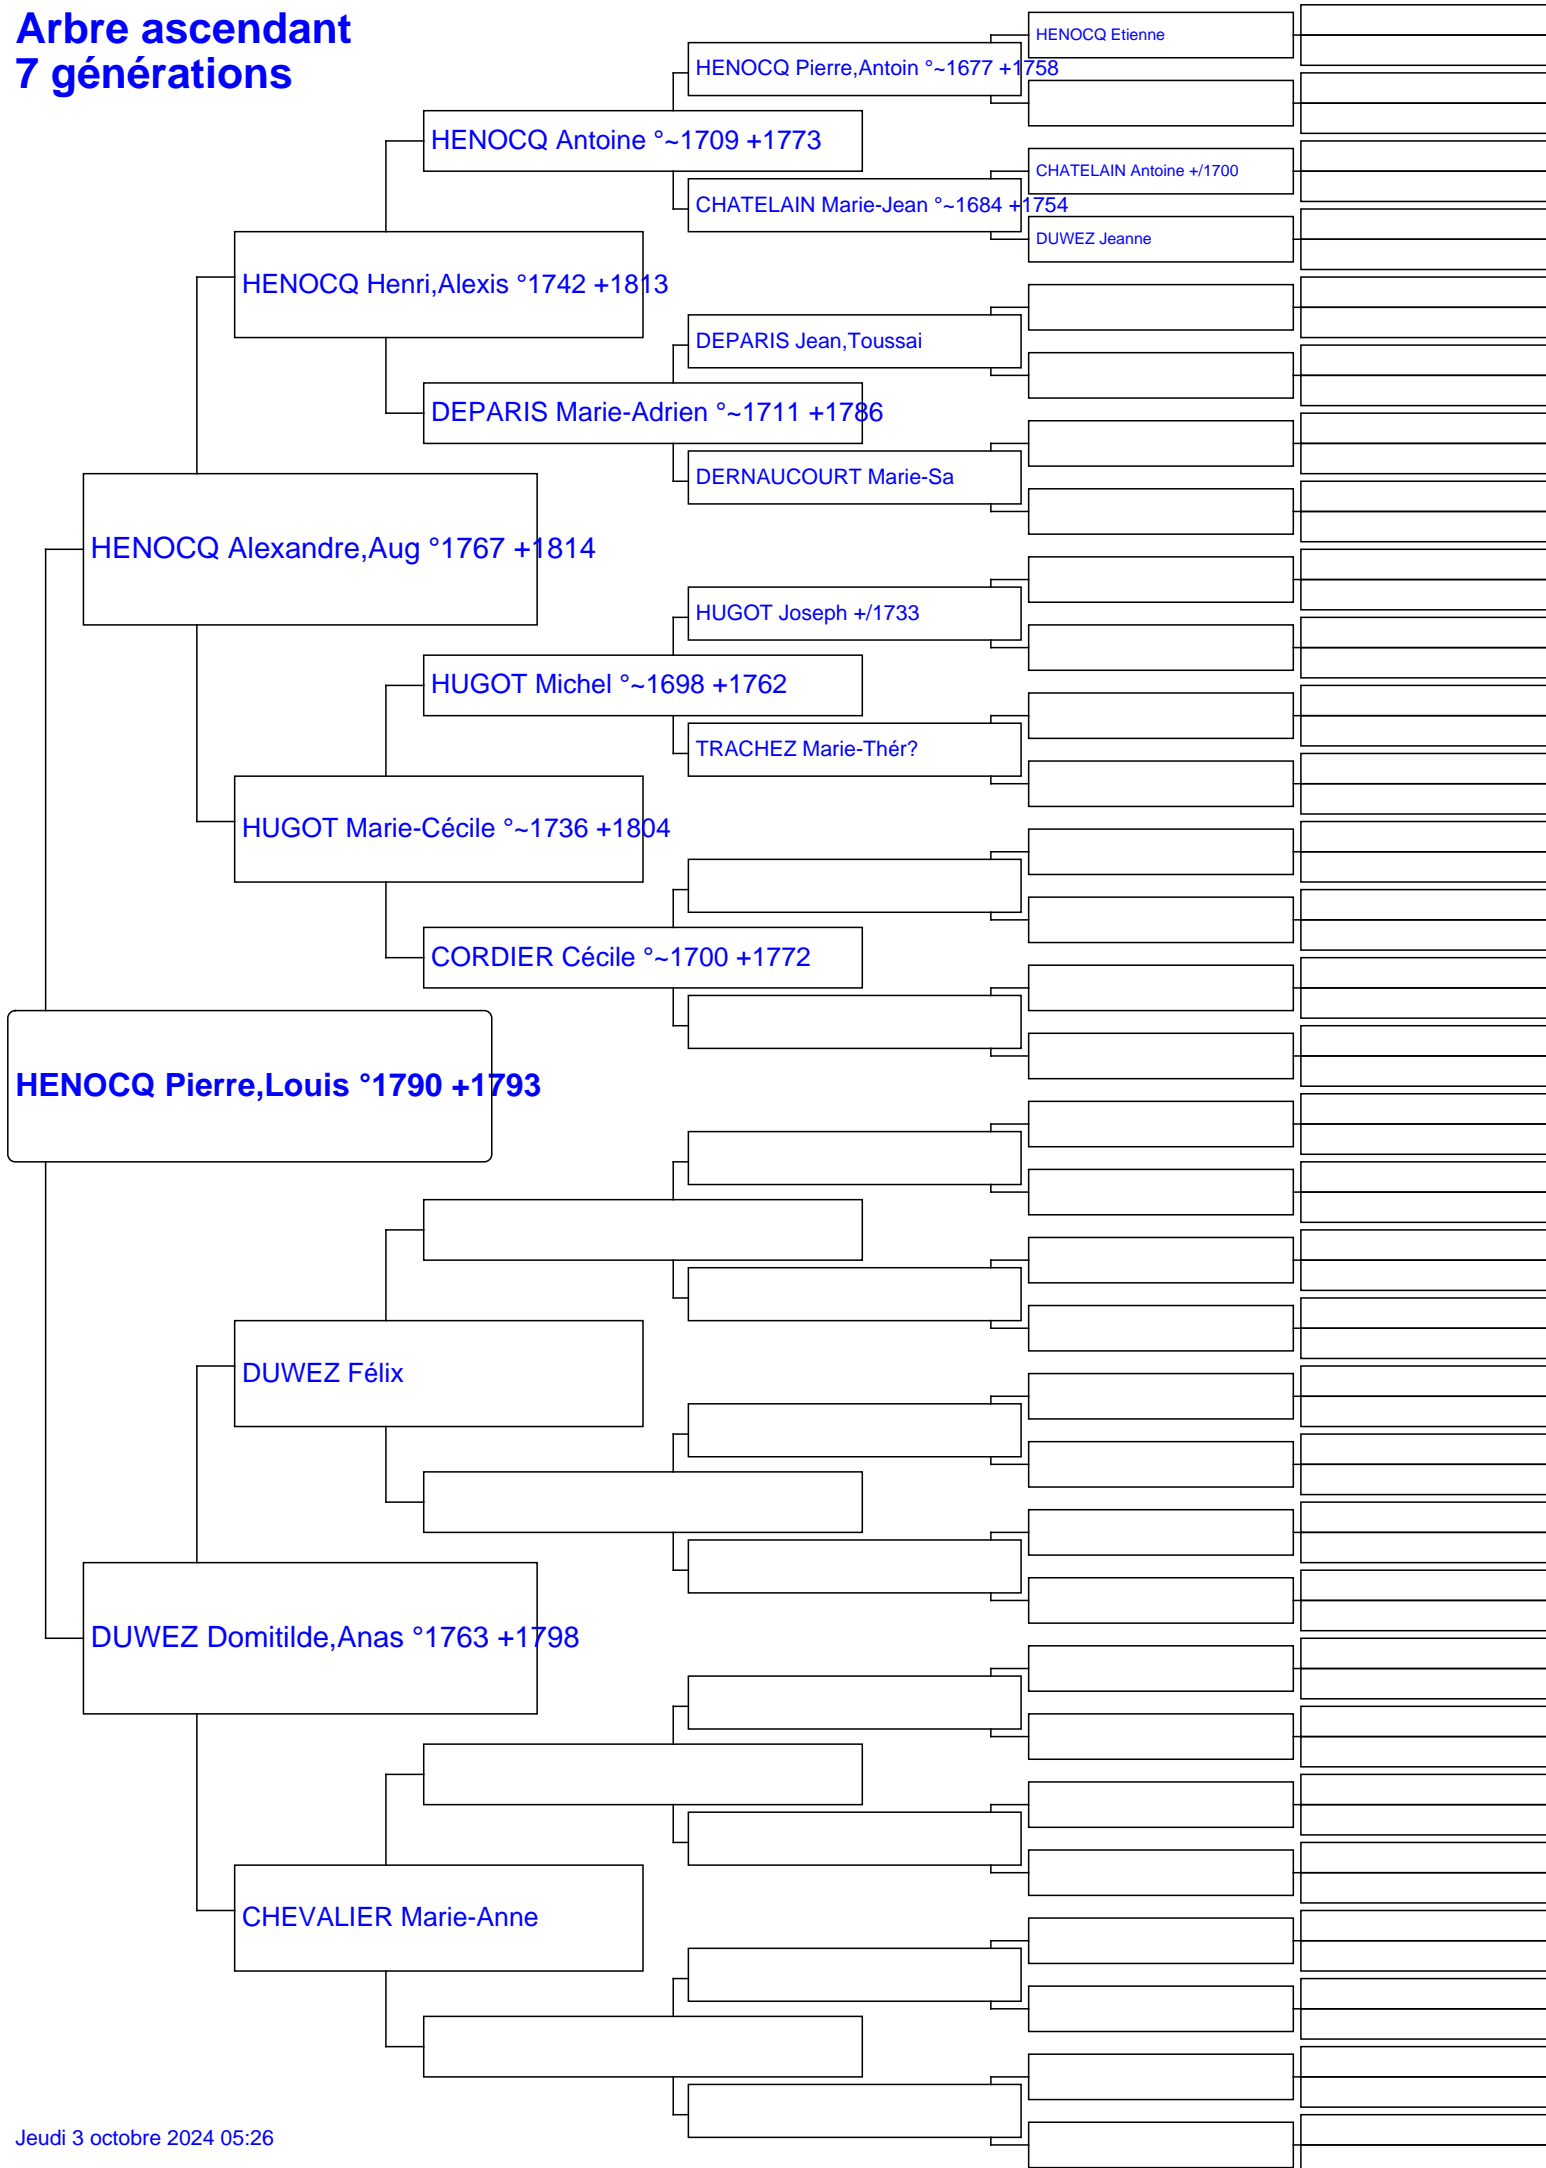 Arbre ascendant
7 générations
HENOCQ Etienne
HENOCQ Pierre,Antoin °~1677 +1758
HENOCQ Antoine °~1709 +1773
CHATELAIN Antoine +/1700
CHATELAIN Marie-Jean °~1684 +1754
DUWEZ Jeanne
HENOCQ Henri,Alexis °1742 +1813
DEPARIS Jean,Toussai
DEPARIS Marie-Adrien °~1711 +1786
DERNAUCOURT Marie-Sa
HENOCQ Alexandre,Aug °1767 +1814
HUGOT Joseph +/1733
HUGOT Michel °~1698 +1762
TRACHEZ Marie-Thér?
HUGOT Marie-Cécile °~1736 +1804
CORDIER Cécile °~1700 +1772
HENOCQ Pierre,Louis °1790 +1793
DUWEZ Félix
DUWEZ Domitilde,Anas °1763 +1798
CHEVALIER Marie-Anne
Jeudi 3 octobre 2024 05:26